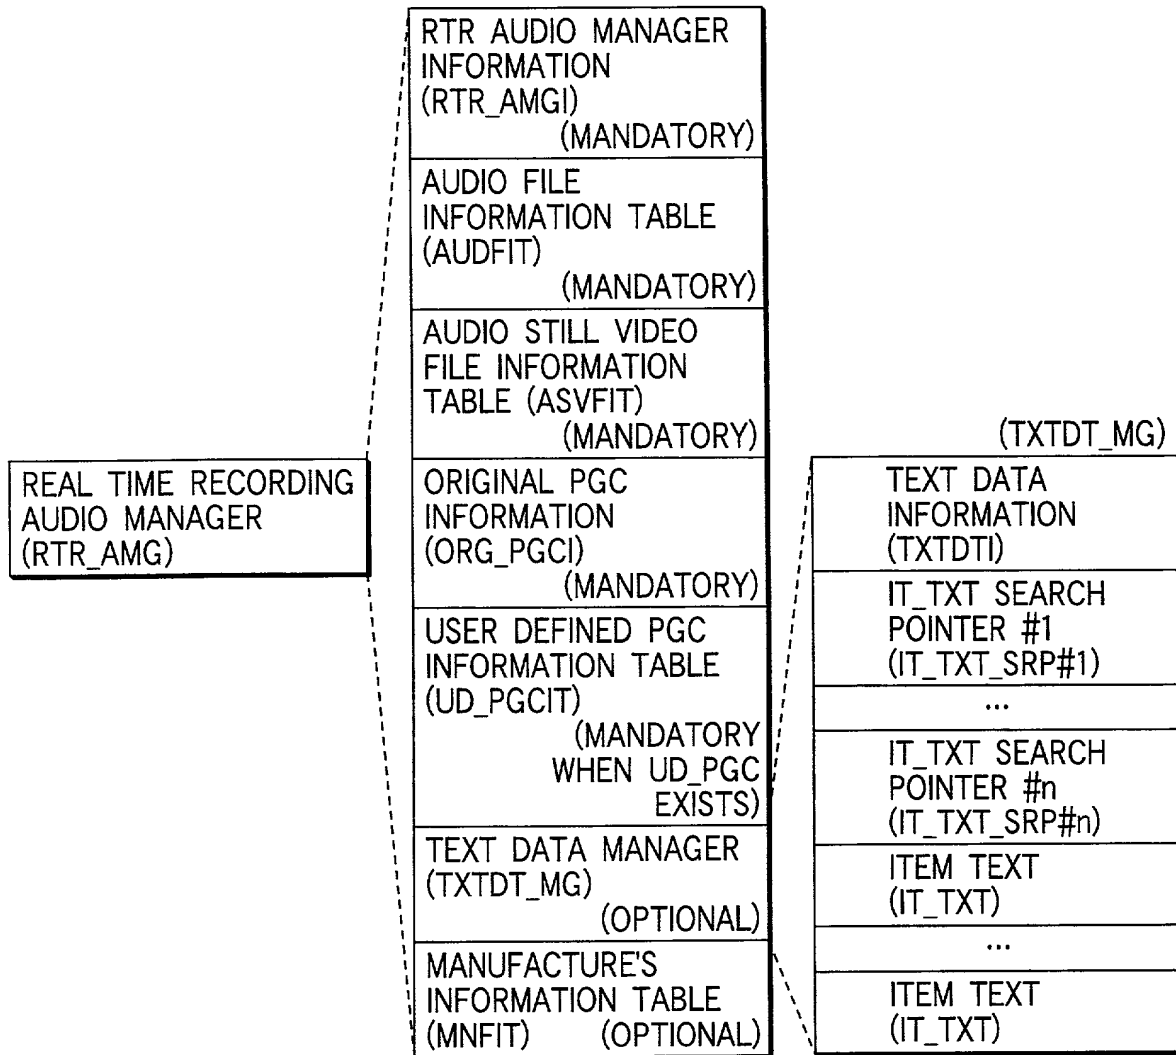 REAL TIME RECORDING
AUDIO MANAGER
(RTR_AMG)
RTR AUDIO MANAGER
INFORMATION
(RTR_AMGI)
(MANDATORY)
AUDIO FILE
INFORMATION TABLE
(AUDFIT)
(MANDATORY)
AUDIO STILL VIDEO
FILE INFORMATION
TABLE (ASVFIT)
(MANDATORY)
ORIGINAL PGC
INFORMATION
(ORG_PGCI)
(MANDATORY)
USER DEFINED PGC
INFORMATION TABLE
(UD_PGCIT)
(MANDATORY
WHEN UD_PGC
EXISTS)
TEXT DATA MANAGER
(TXTDT_MG)
(OPTIONAL)
MANUFACTURE'S
INFORMATION TABLE
(MNFIT) (OPTIONAL)
(TXTDT_MG)
TEXT DATA
INFORMATION
(TXTDTI)
IT_TXT SEARCH
POINTER #1
(IT_TXT_SRP#1)
...
IT_TXT SEARCH
POINTER #n
(IT_TXT_SRP#n)
ITEM TEXT
(IT_TXT)
...
ITEM TEXT
(IT_TXT)